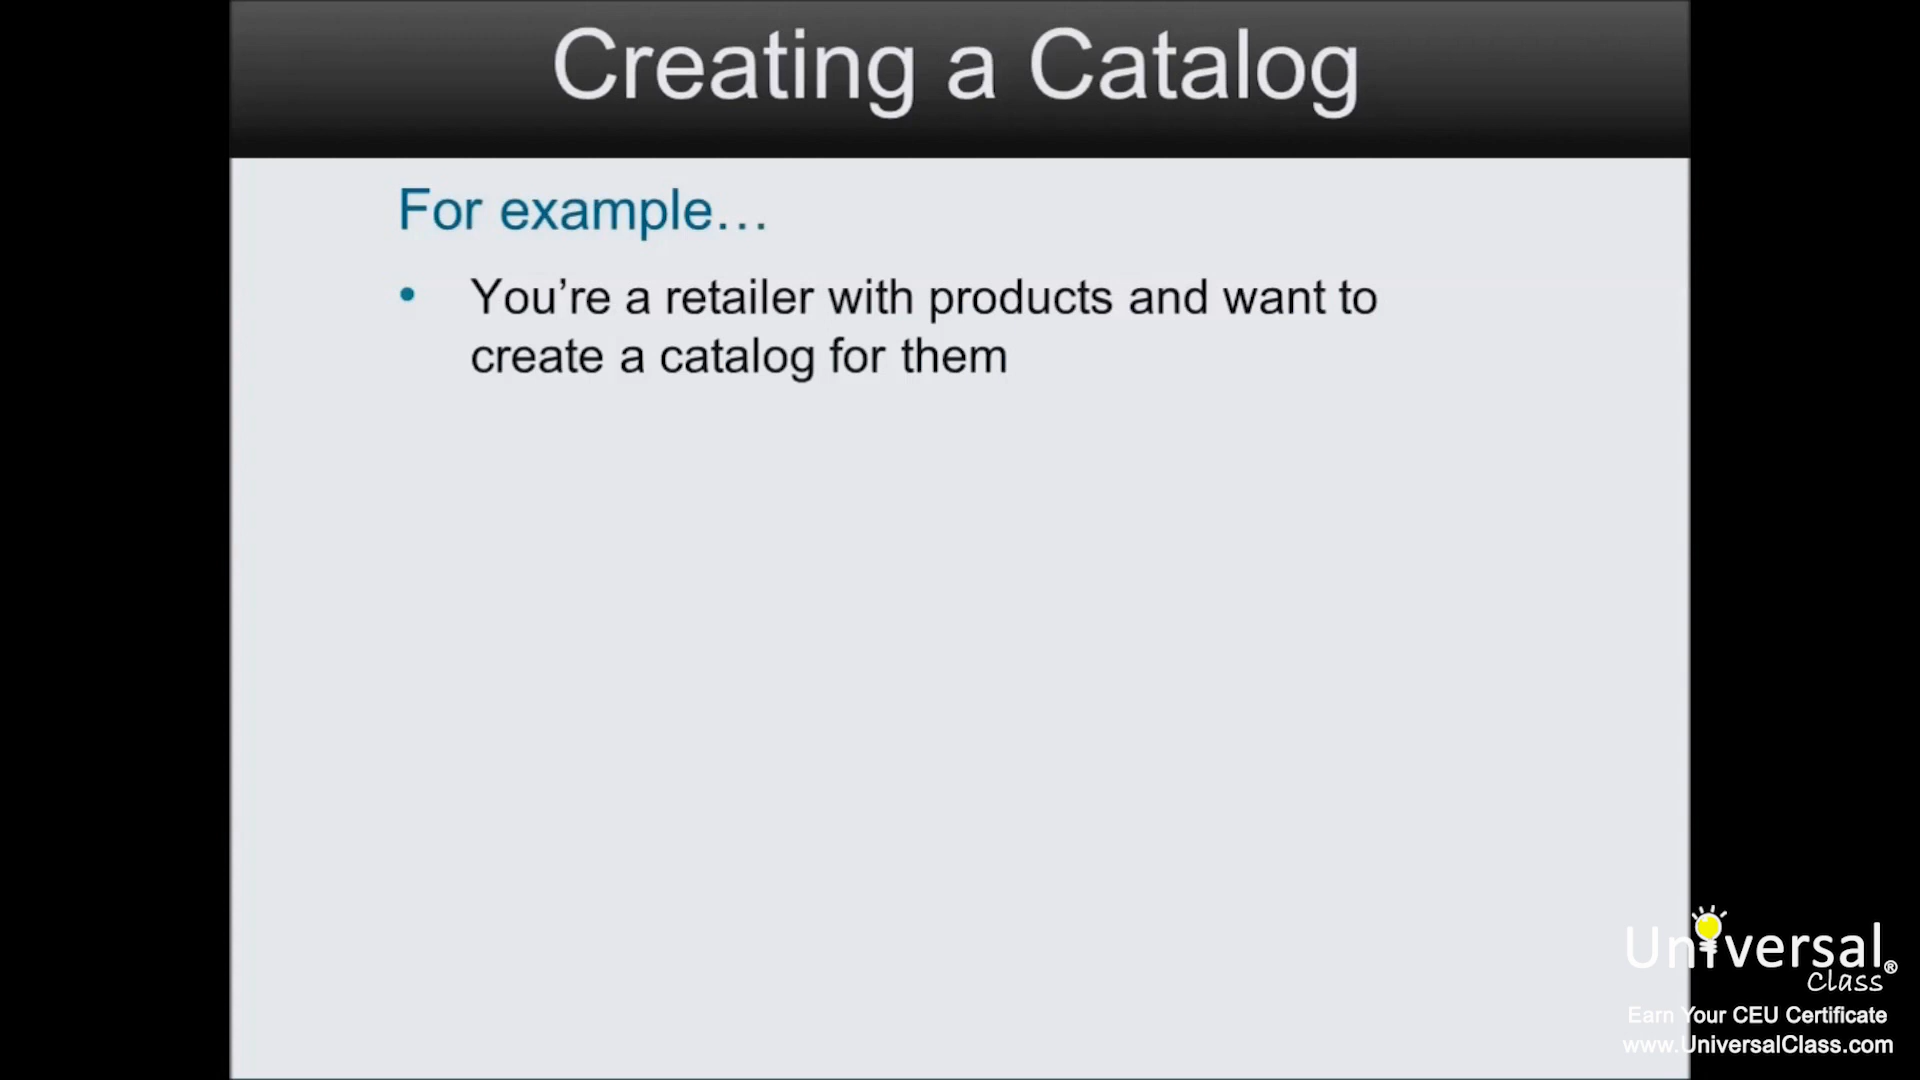 Creating a Catalog
For example…
• You’re a retailer with products and want to
create a catalog for them
Universal®
Class
Earn Your CEU Certificate
www.UniversalClass.com